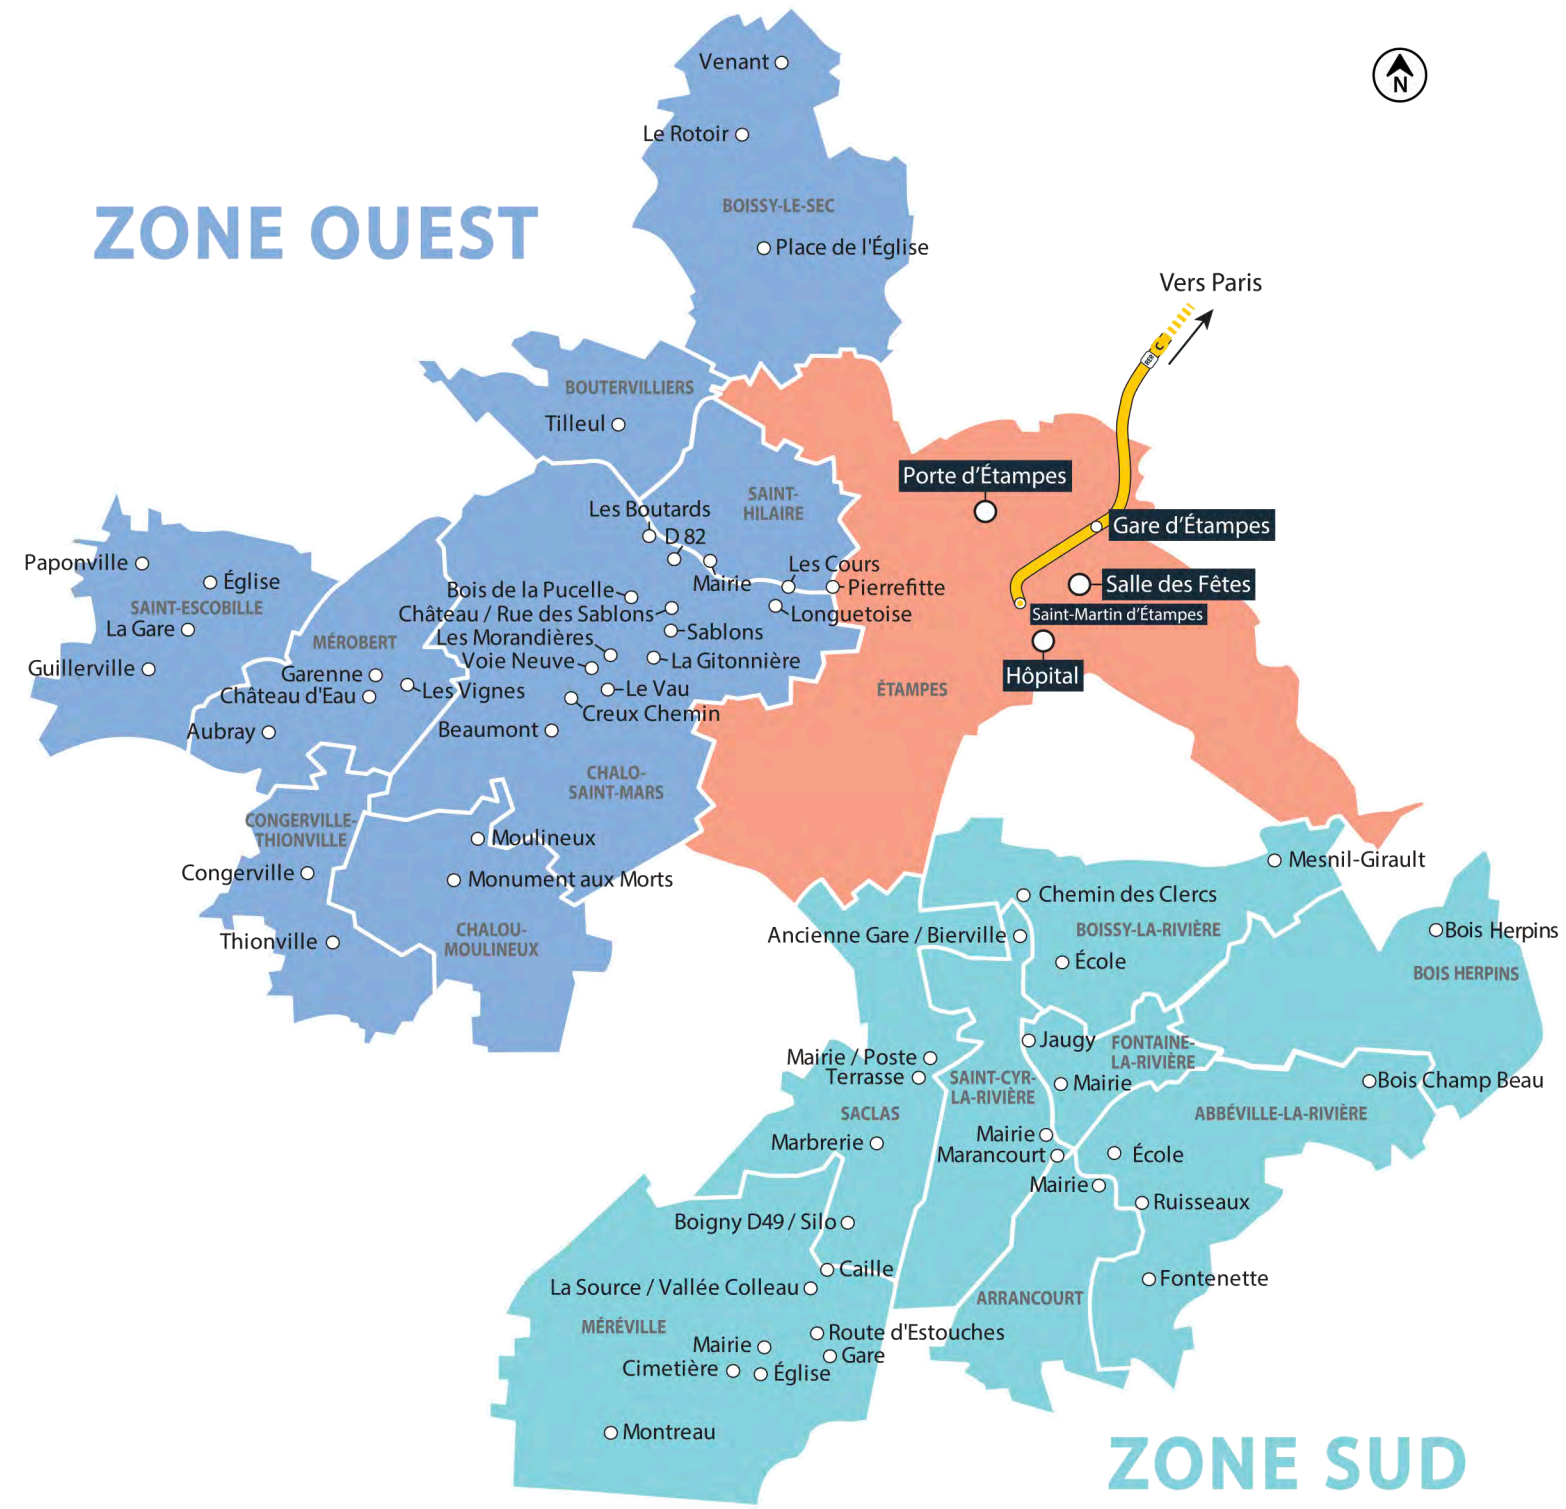 Venant
N
Le Rotoir
BOISSY-LE-SEC
ZONE OUEST
Place de l'Église
Vers Paris
C
RER
BOUTERVILLIERS
Tilleul
Porte d'Étampes
SAINT-
HILAIRE
Les Boutards
Gare d'Étampes
D 82
Paponville
Église
Les Cours
Mairie
Pierrefitte
Salle des Fêtes
Bois de la Pucelle
SAINT-ESCOBILLE
Château / Rue des Sablons
Longuetoise
Saint-Martin d'Étampes
La Gare
MÉROBERT
Les Morandières
Sablons
Voie Neuve
La Gitonnière
Guillerville
Garenne
Hôpital
Château d'Eau
Les Vignes
Le Vau
ÉTAMPES
Creux Chemin
Aubray
Beaumont
CHALO-
SAINT-MARS
CONGERVILLE-
THIONVILLE
Moulineux
Mesnil-Girault
Congerville
Monument aux Morts
Chemin des Clercs
Thionville
CHALOU-
MOULINEUX
Ancienne Gare / Bierville
BOISSY-LA-RIVIÈRE
Bois Herpins
École
BOIS HERPINS
Jaugy
FONTAINE-
LA-RIVIÈRE
Mairie / Poste
Terrasse
SAINT-CYR-
LA-RIVIÈRE
Mairie
Bois Champ Beau
SACLAS
ABBÉVILLE-LA-RIVIÈRE
Marbrerie
Mairie
Marancourt
École
Mairie
Ruisseaux
Boigny D49 / Silo
Caille
Fontenette
La Source / Vallée Colleau
ARRANCOURT
MÉRÉVILLE
Route d'Estouches
Mairie
Gare
Cimetière
Église
Montreau
ZONE SUD